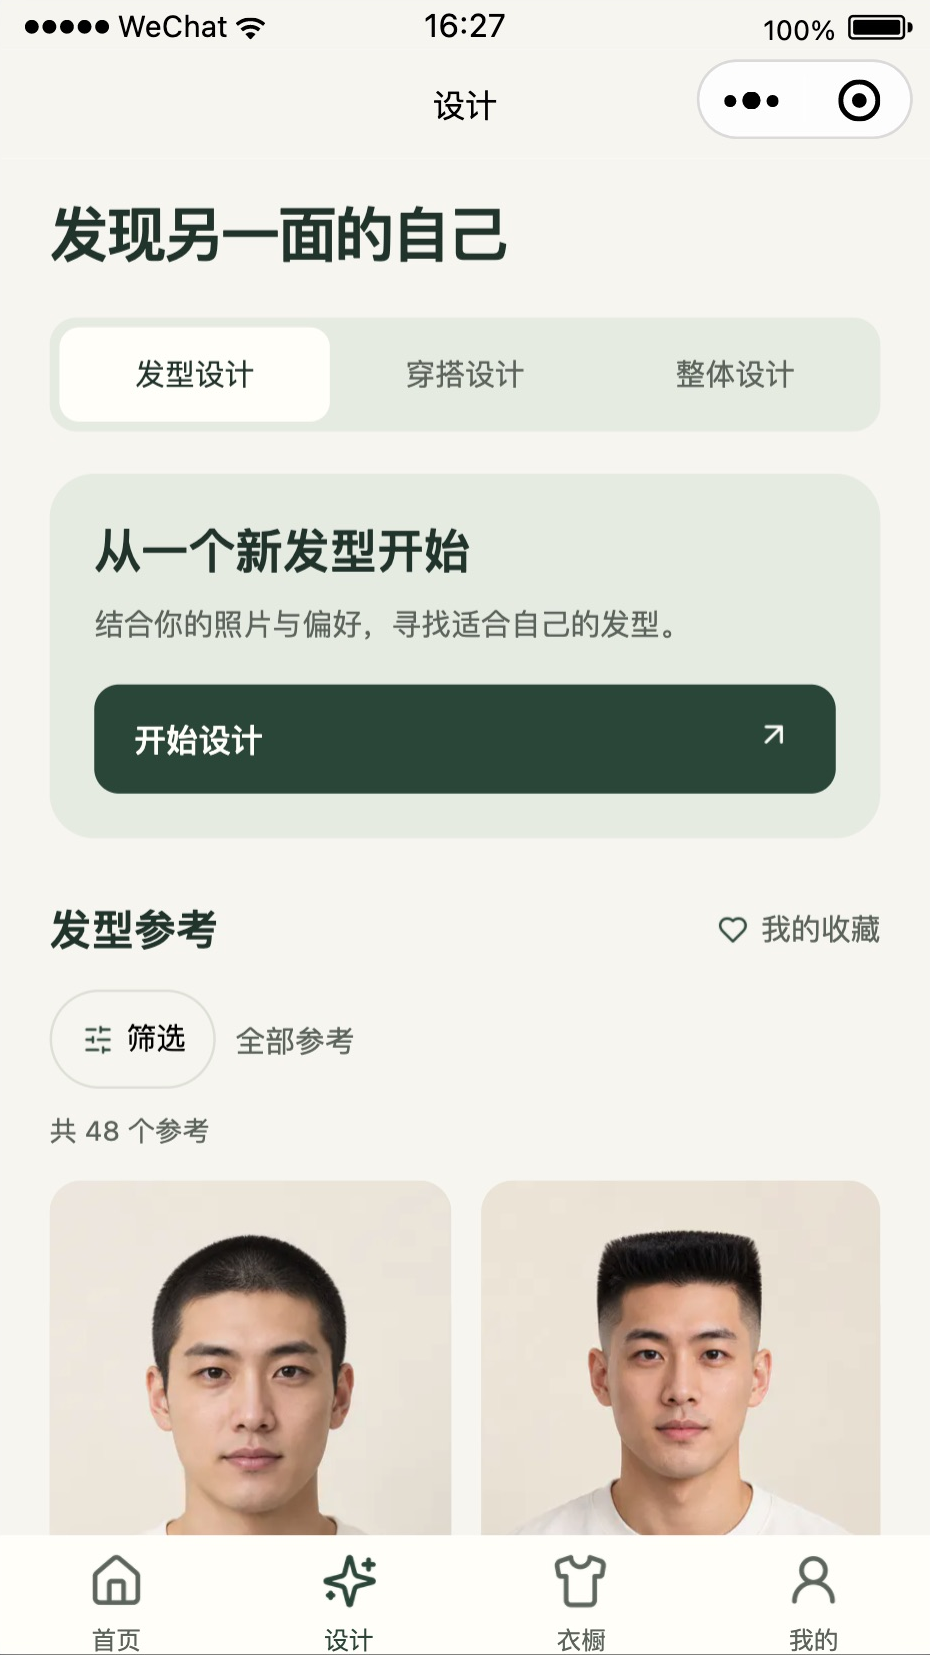 WeChat 16:27 100%
设计
发现另一面的自己
发型设计 穿搭设计 整体设计
从一个新发型开始
结合你的照片与偏好，寻找适合自己的发型。
开始设计
发型参考 我的收藏
筛选 全部参考
共 48 个参考
首页 设计 衣橱 我的